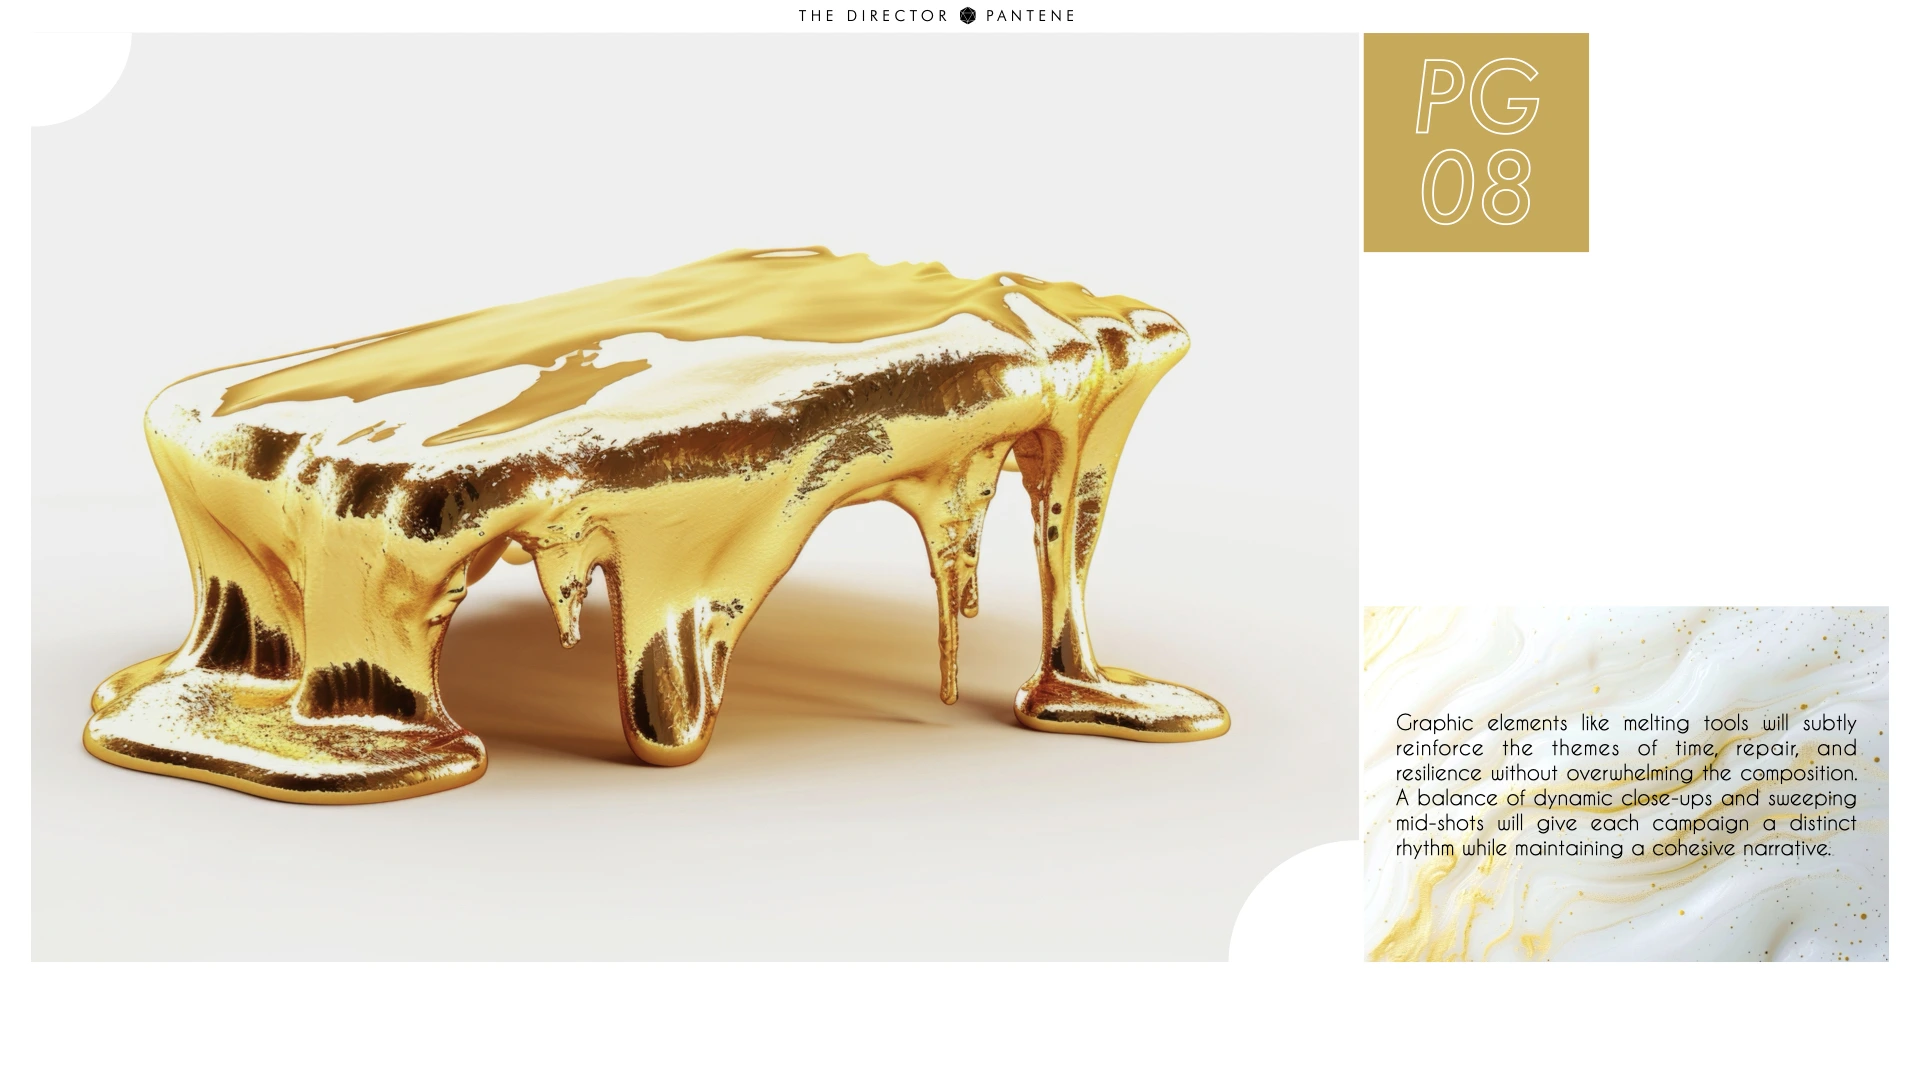 THE DIRECTOR PANTENE
PG
08
Graphic elements like melting tools will subtly
reinforce the themes of time, repair, and
resilience without overwhelming the composition.
A balance of dynamic close-ups and sweeping
mid-shots will give each campaign a distinct
rhythm while maintaining a cohesive narrative.